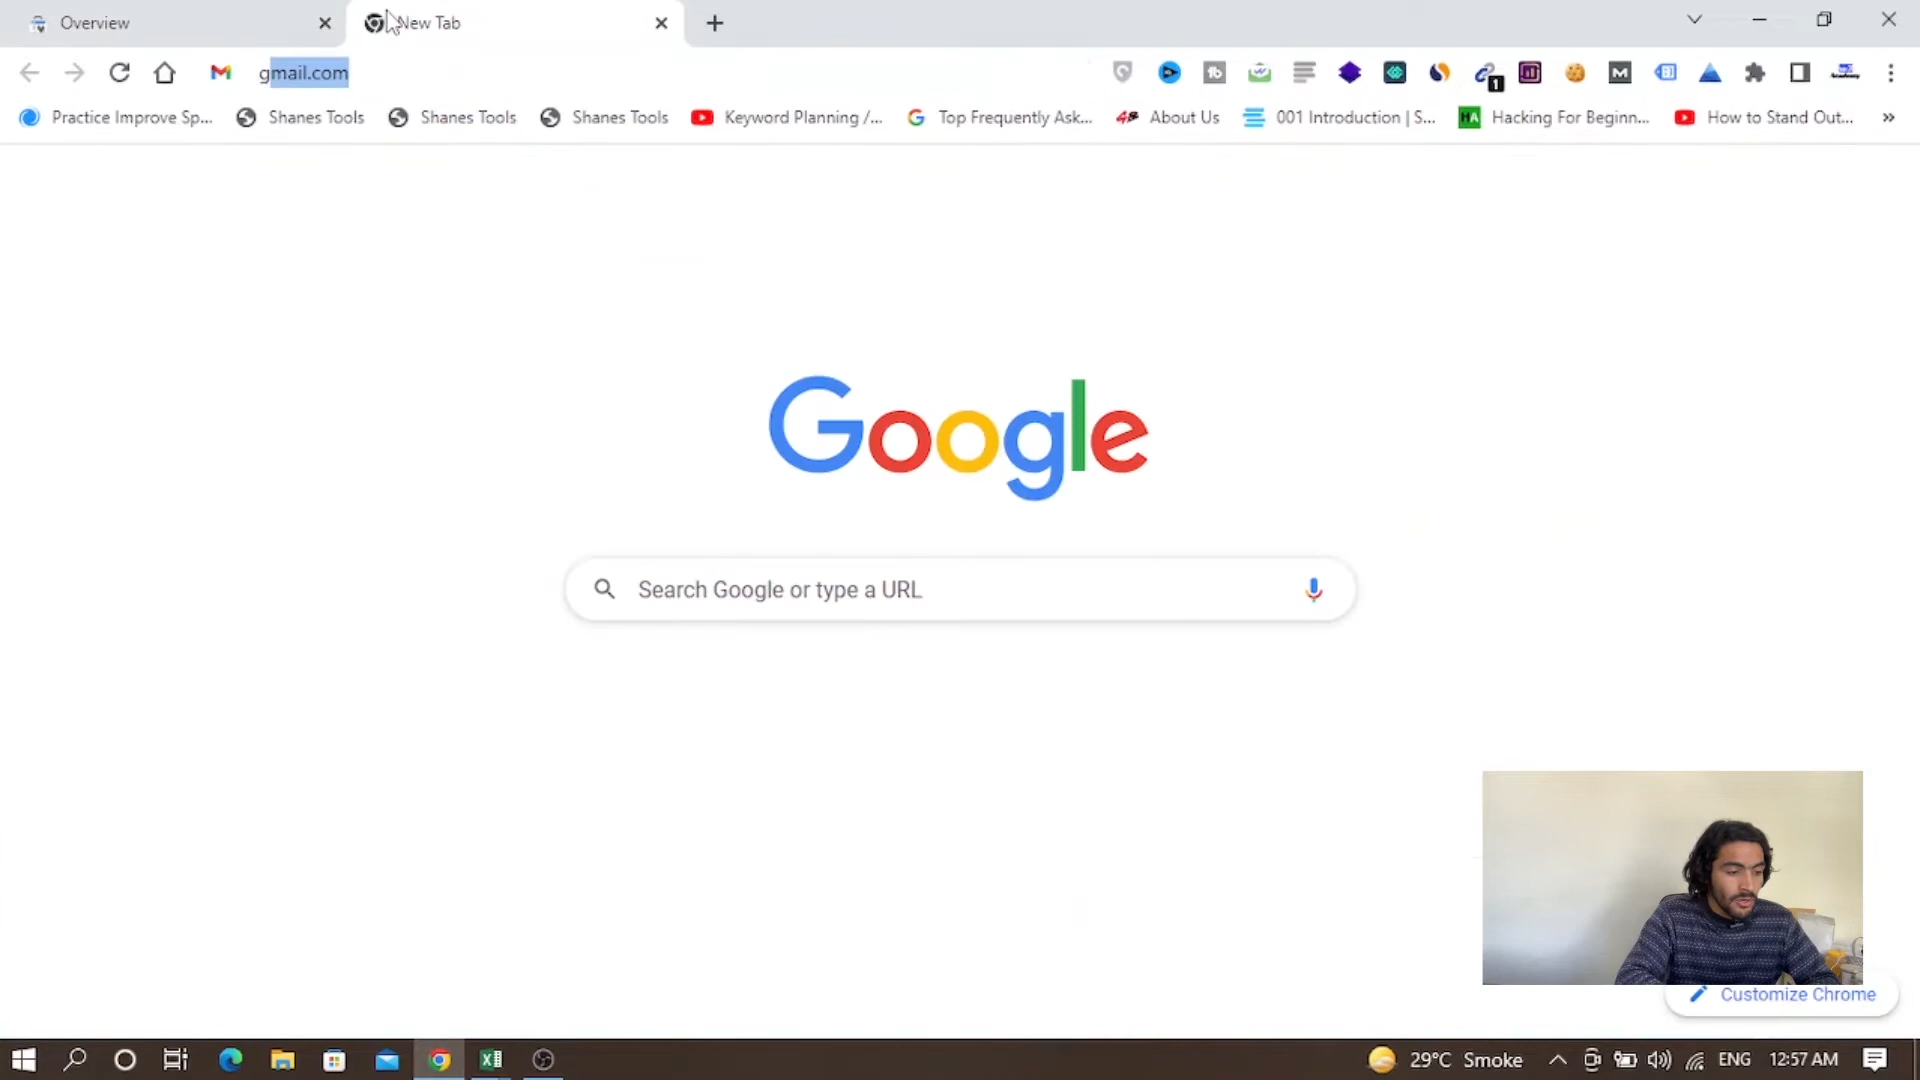 Overview
New Tab
gmail.com
1
Practice Improve Sp...
Shanes Tools
Shanes Tools
Shanes Tools
Keyword Planning /...
Top Frequently Ask...
About Us
001 Introduction | S...
HA
Hacking For Beginn...
How to Stand Out...
»
Google
Search Google or type a URL
Customize Chrome
29°C Smoke
ENG
12:57 AM